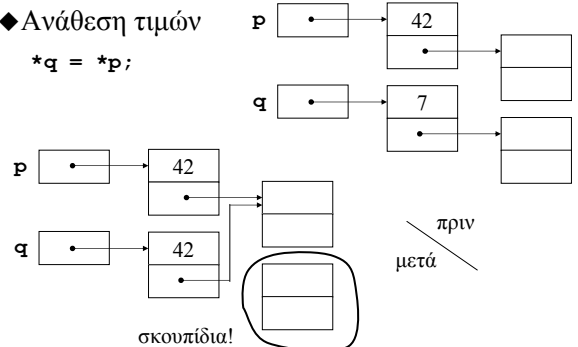 ◆Ανάθεση τιμών
*q = *p;
p
42
q
7
p
42
q
42
πριν
μετά
σκουπίδια!